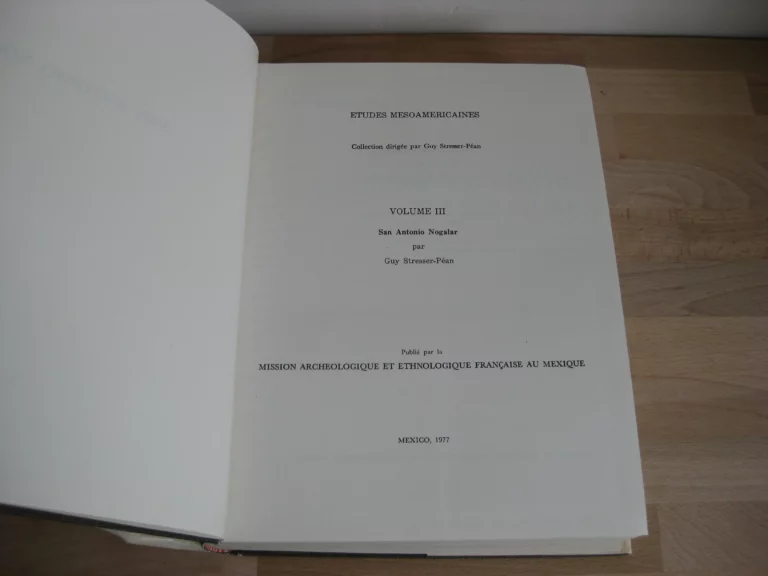 ETUDES MESOAMERICAINES
Collection dirigée par Guy Stresser-Péan
VOLUME III
San Antonio Nogalar
par
Guy Stresser-Péan
Publié par la
MISSION ARCHEOLOGIQUE ET ETHNOLOGIQUE FRANÇAISE AU MEXIQUE
MEXICO, 1977